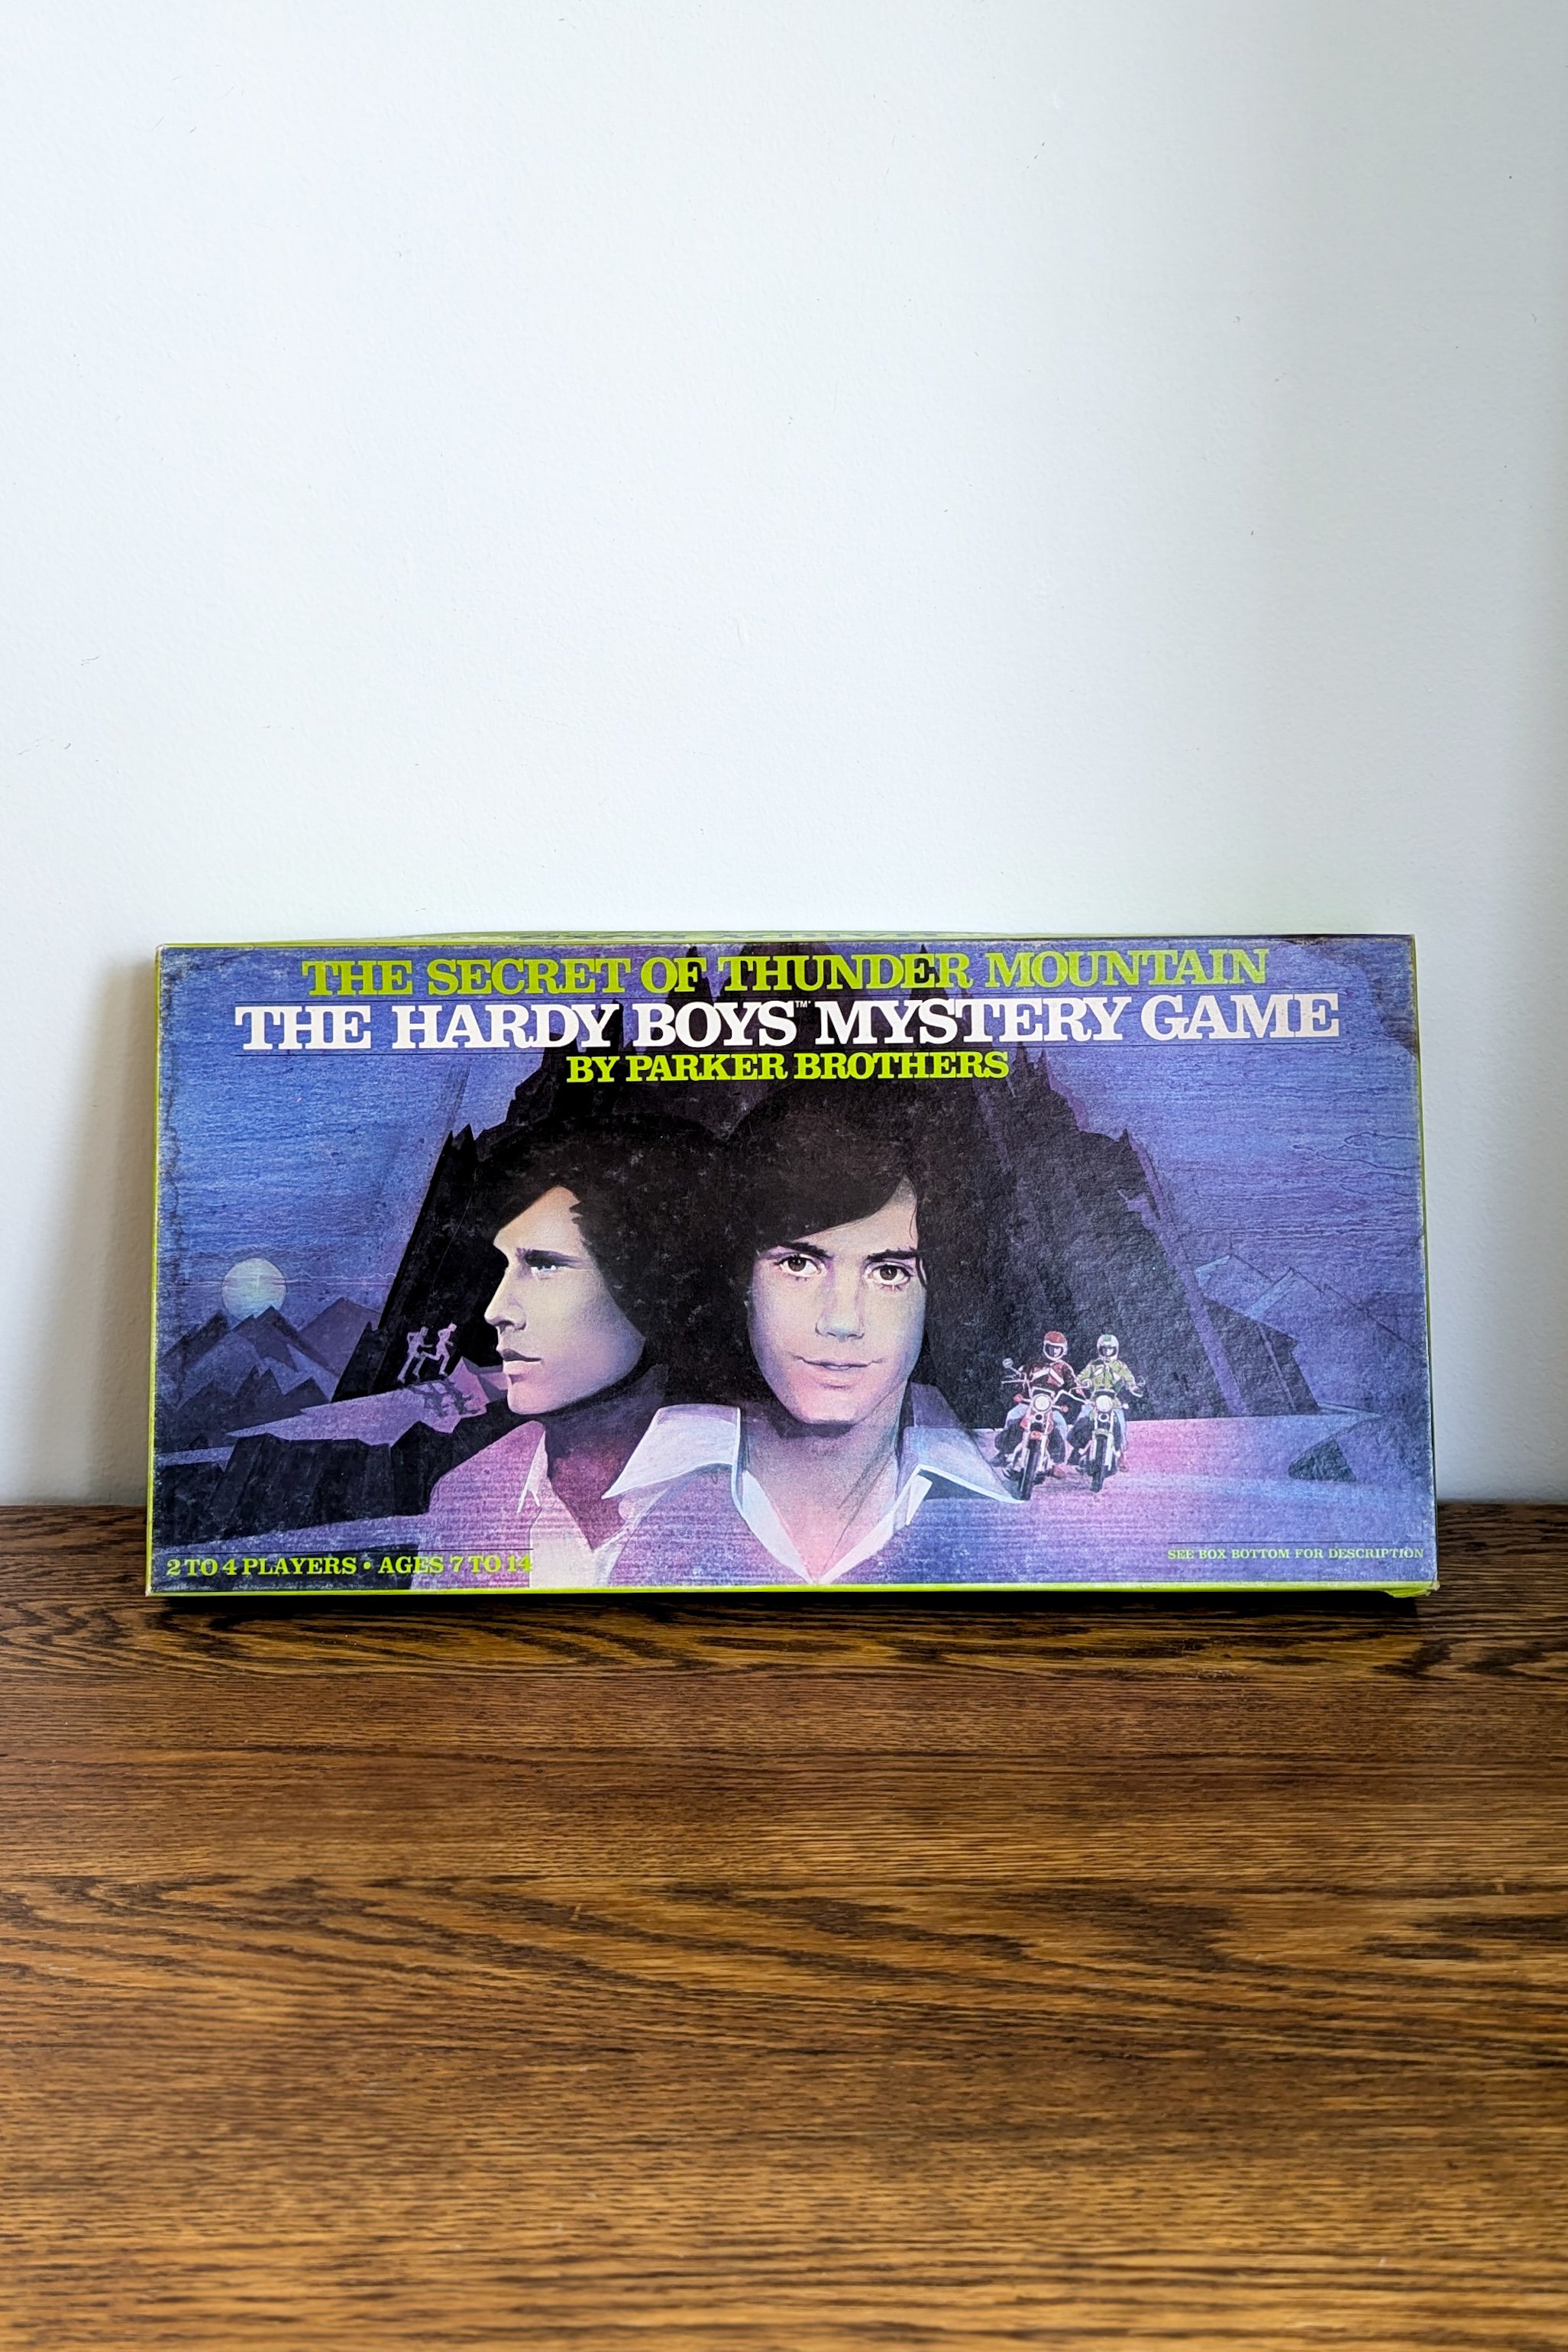 THE SECRET OF THUNDER MOUNTAIN
THE HARDY BOYS™ MYSTERY GAME
BY PARKER BROTHERS
2 TO 4 PLAYERS • AGES 7 TO 14
SEE BOX BOTTOM FOR DESCRIPTION